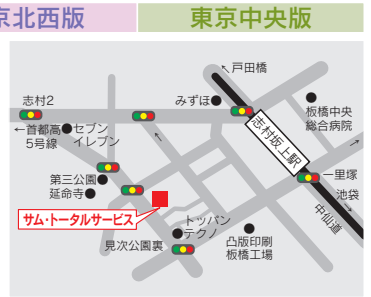 京北西版
東京中央版
戸田橋
志村2
みずほ
板橋中央
総合病院
←首都高
5号線
セブン
イレブン
志村坂上駅
第三公園
延命寺
一里塚
池袋
サム・トータルサービス
中仙道
トッパン
テクノ
見次公園裏
凸版印刷
板橋工場